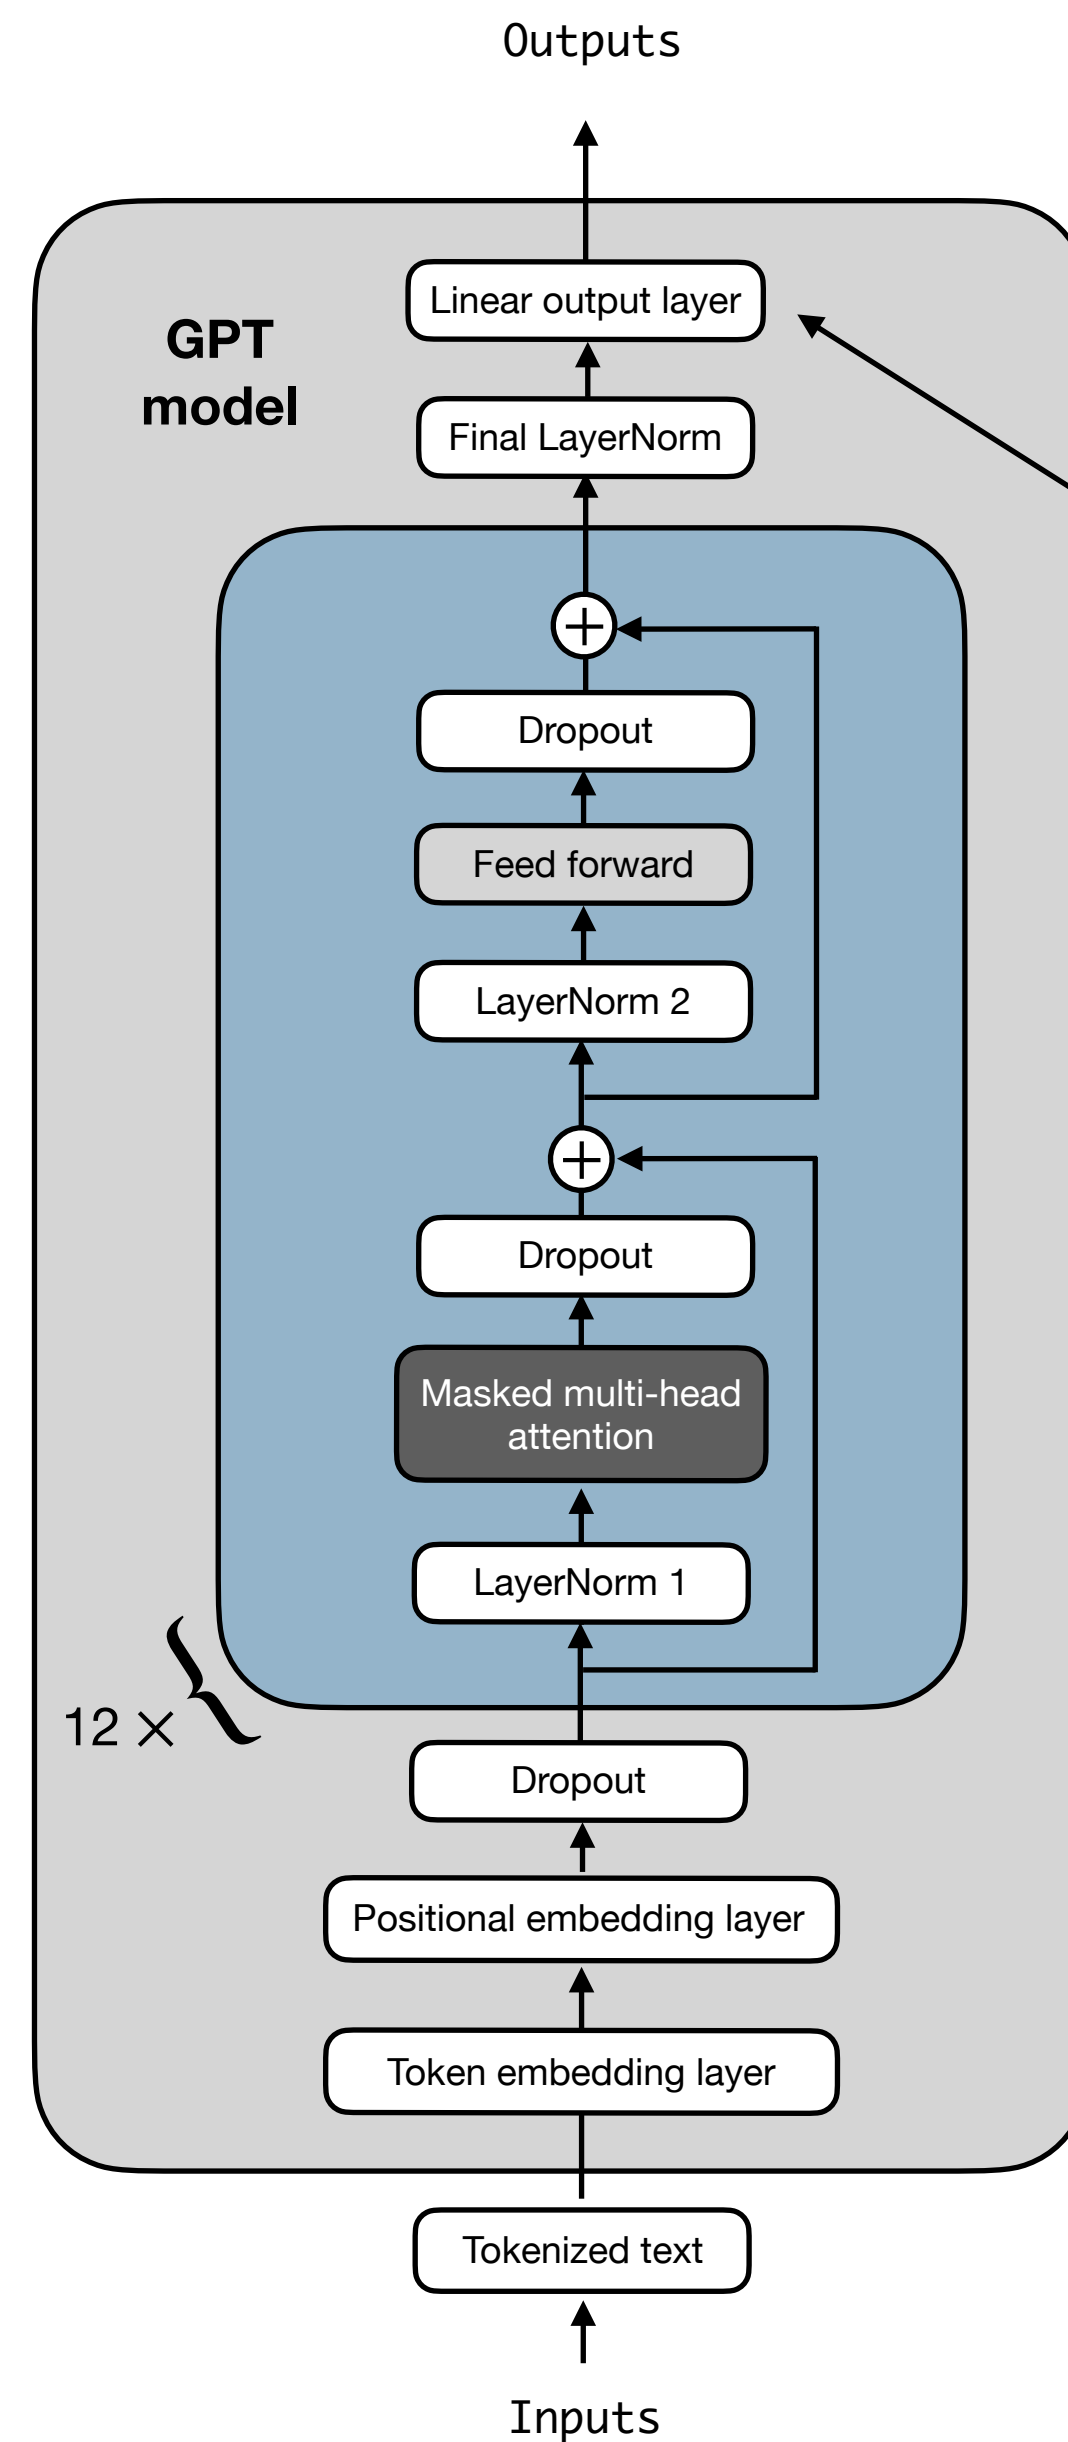 Outputs
Linear output layer
GPT
model
Final LayerNorm
+
Dropout
Feed forward
LayerNorm 2
+
Dropout
Masked multi-head
attention
LayerNorm 1
12 ×
Dropout
Positional embedding layer
Token embedding layer
Tokenized text
Inputs